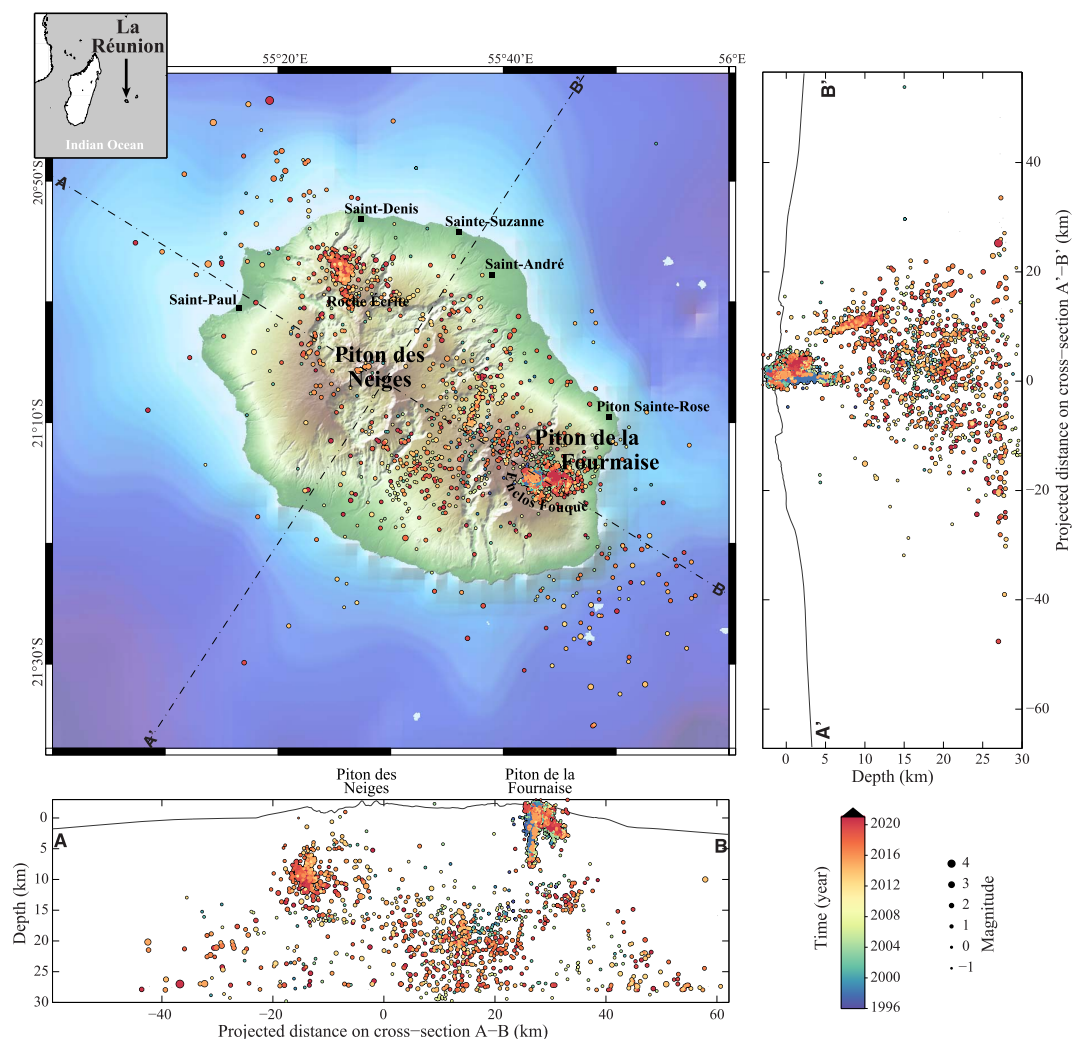 La
Réunion
Indian Ocean
55°20'E
55°40'E
56°E
20°50'S
21°10'S
21°30'S
A
B'
A'
B
Saint-Denis
Sainte-Suzanne
Saint-André
Saint-Paul
Roche Ecrite
Piton des
Neiges
Piton Sainte-Rose
Piton de la
Fournaise
Enclos Fouqué
B'
A'
40
20
0
−20
−40
−60
Projected distance on cross−section A'−B' (km)
0
5
10
15
20
25
30
Depth (km)
Piton des
Neiges
Piton de la
Fournaise
A
B
0
5
10
15
20
25
30
Depth (km)
−40
−20
0
20
40
60
Projected distance on cross−section A−B (km)
Time (year)
2020
2016
2012
2008
2004
2000
1996
4
3
2
1
0
−1
Magnitude